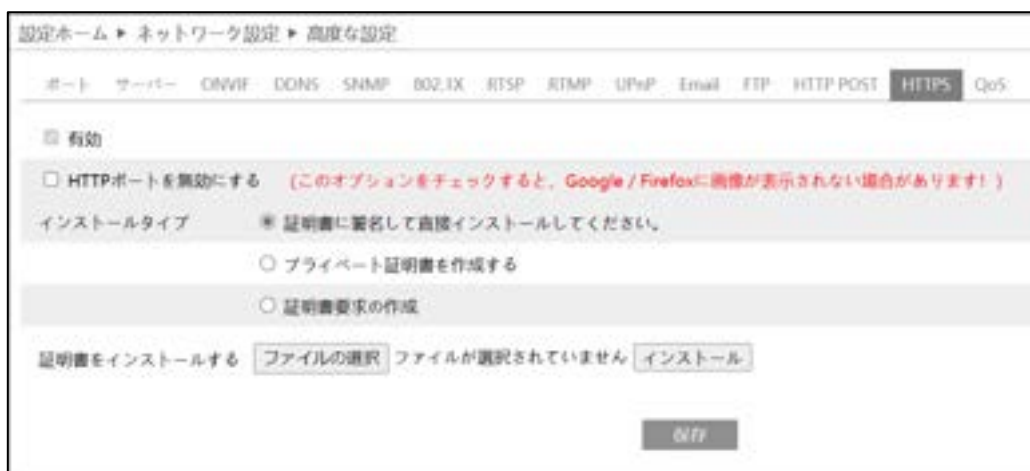 設定ホーム ▶ ネットワーク設定 ▶ 高度な設定
ポート サーバー ONVIF DDNS SNMP 802.1X RTSP RTMP UPnP Email FTP HTTP POST HTTPS QoS
有効
HTTPポートを無効にする (このオプションをチェックすると、Google / Firefoxに画像が表示されない場合があります! )
インストールタイプ 証明書に署名して直接インストールしてください。
プライベート証明書を作成する
証明書要求の作成
証明書をインストールする ファイルの選択 ファイルが選択されていません インストール
保存